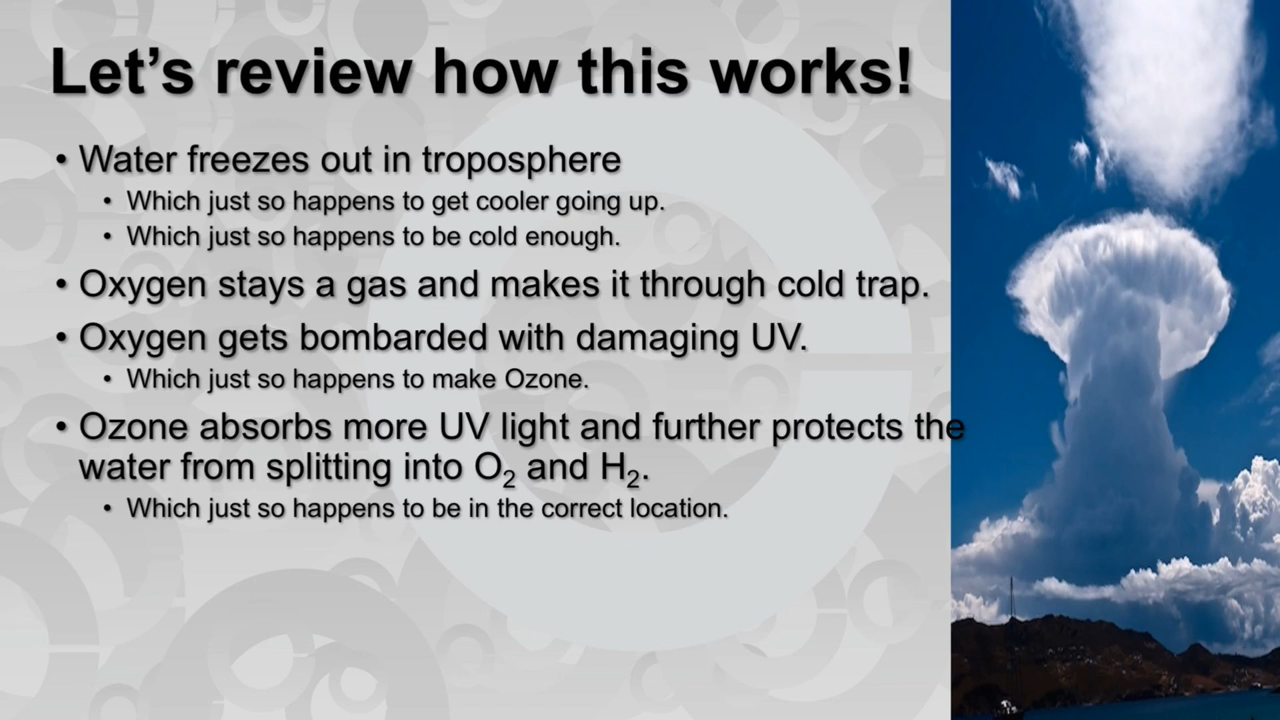 Let’s review how this works!
• Water freezes out in troposphere
• Which just so happens to get cooler going up.
• Which just so happens to be cold enough.
• Oxygen stays a gas and makes it through cold trap.
• Oxygen gets bombarded with damaging UV.
• Which just so happens to make Ozone.
• Ozone absorbs more UV light and further protects the
water from splitting into O₂ and H₂.
• Which just so happens to be in the correct location.